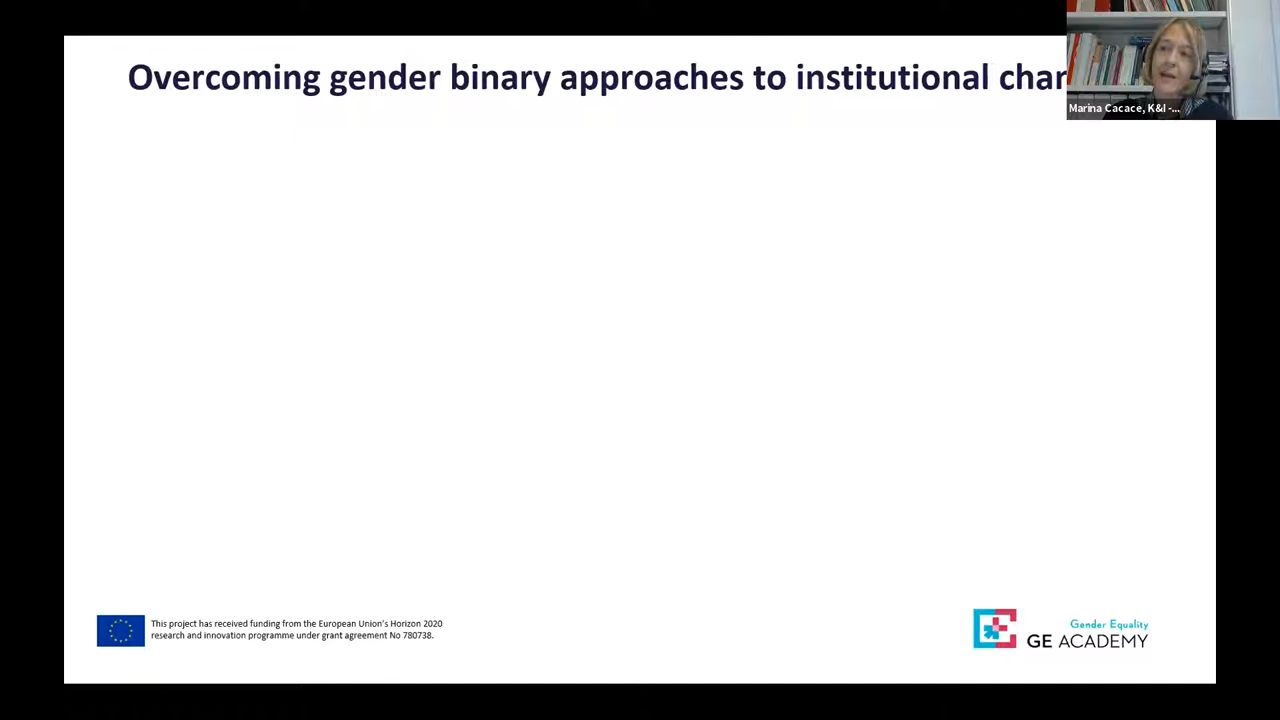 Overcoming gender binary approaches to institutional chan
Marina Cacace, K&I -...
This project has received funding from the European Union's Horizon 2020
research and innovation programme under grant agreement No 780738.
Gender Equality
GE ACADEMY